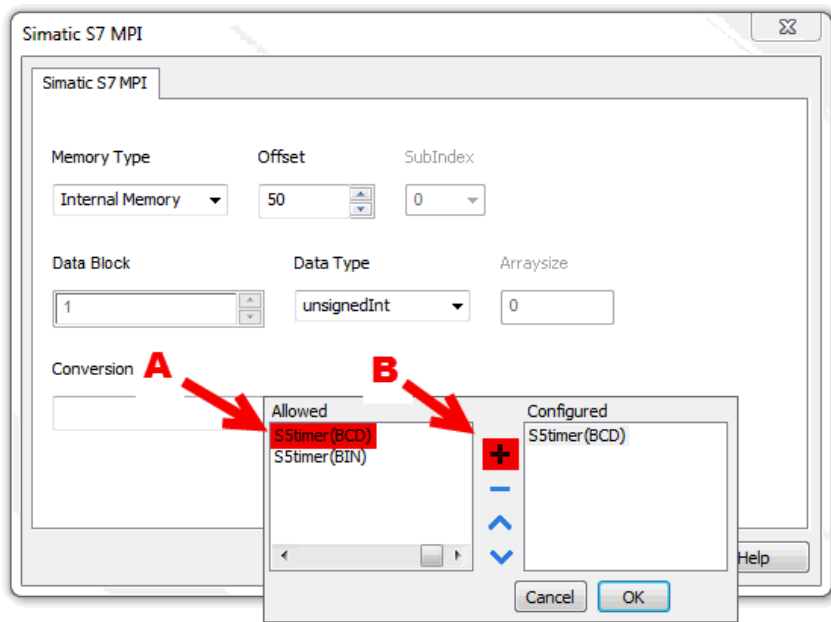 Simatic S7 MPI
Simatic S7 MPI
Memory Type Offset SubIndex
Internal Memory 50 0
Data Block Data Type Arraysize
1 unsignedInt 0
Conversion A B
Allowed Configured
S5timer(BCD) + S5timer(BCD)
S5timer(BIN)
Help
Cancel OK